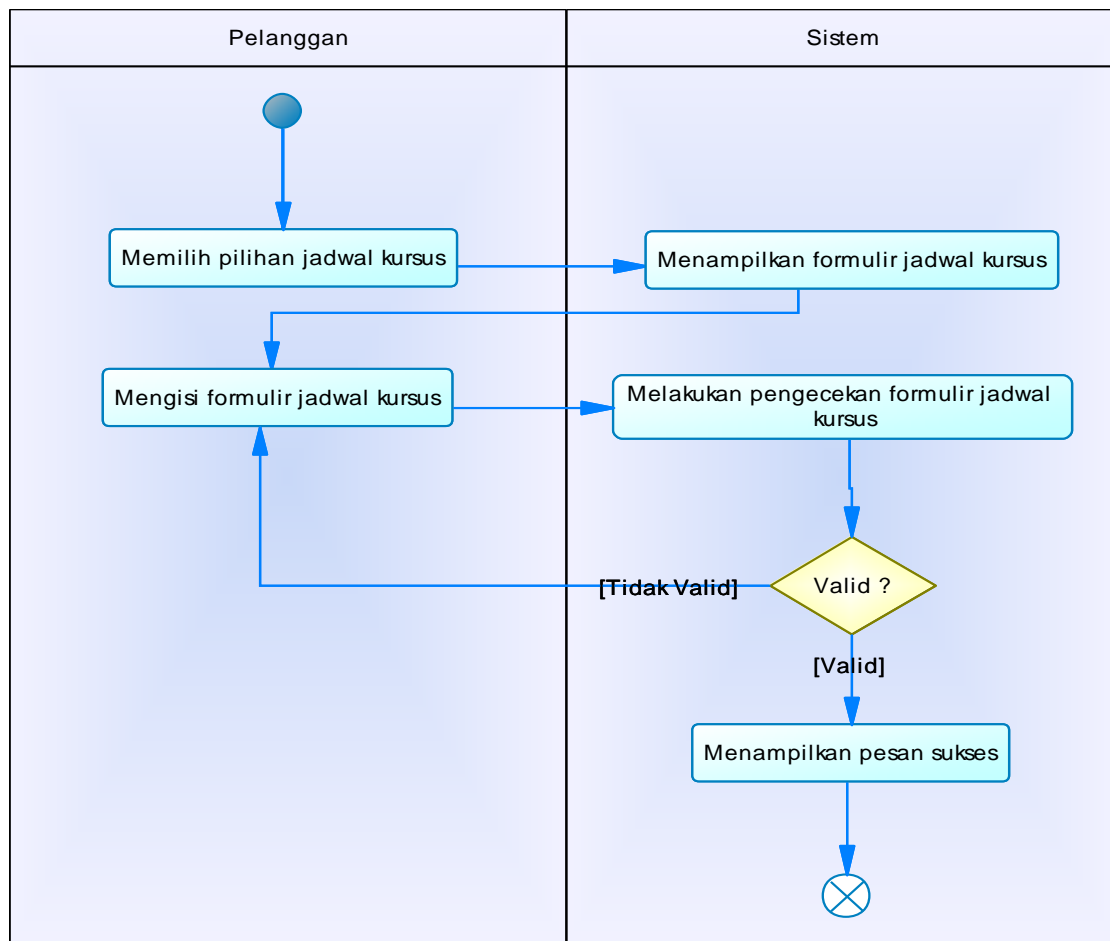 Pelanggan
Sistem
Memilih pilihan jadwal kursus
Menampilkan formulir jadwal kursus
Mengisi formulir jadwal kursus
Melakukan pengecekan formulir jadwal
kursus
[Tidak Valid]
Valid ?
[Valid]
Menampilkan pesan sukses